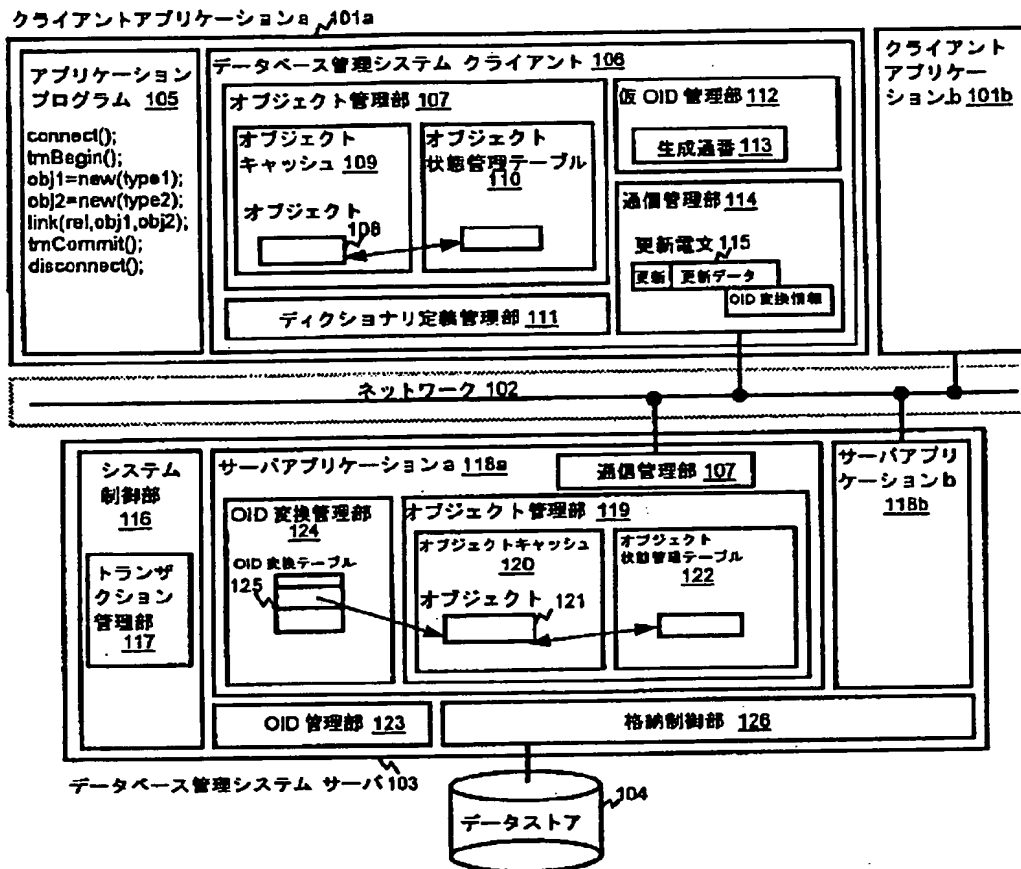 クライアントアプリケーションa 101a
アプリケーション
プログラム 105
connect();
trnBegin();
obj1=new(type1);
obj2=new(type2);
link(rel,obj1,obj2);
trnCommit();
disconnect();
データベース管理システム クライアント 106
オブジェクト管理部 107
オブジェクト
キャッシュ 109
オブジェクト
108
オブジェクト
状態管理テーブル
110
ディクショナリ定義管理部 111
仮OID管理部 112
生成通番 113
通信管理部 114
更新電文 115
更新 更新データ
OID変換情報
クライアント
アプリケー
ションb 101b
ネットワーク 102
システム
制御部
116
トランザ
クション
管理部
117
サーバアプリケーションa 118a
通信管理部 107
OID変換管理部
124
OID変換テーブル
125
オブジェクト管理部 119
オブジェクトキャッシュ
120
オブジェクト 121
オブジェクト
状態管理テーブル
122
サーバアプリ
ケーションb
118b
OID管理部 123
格納制御部 126
データベース管理システム サーバ 103
104
データストア